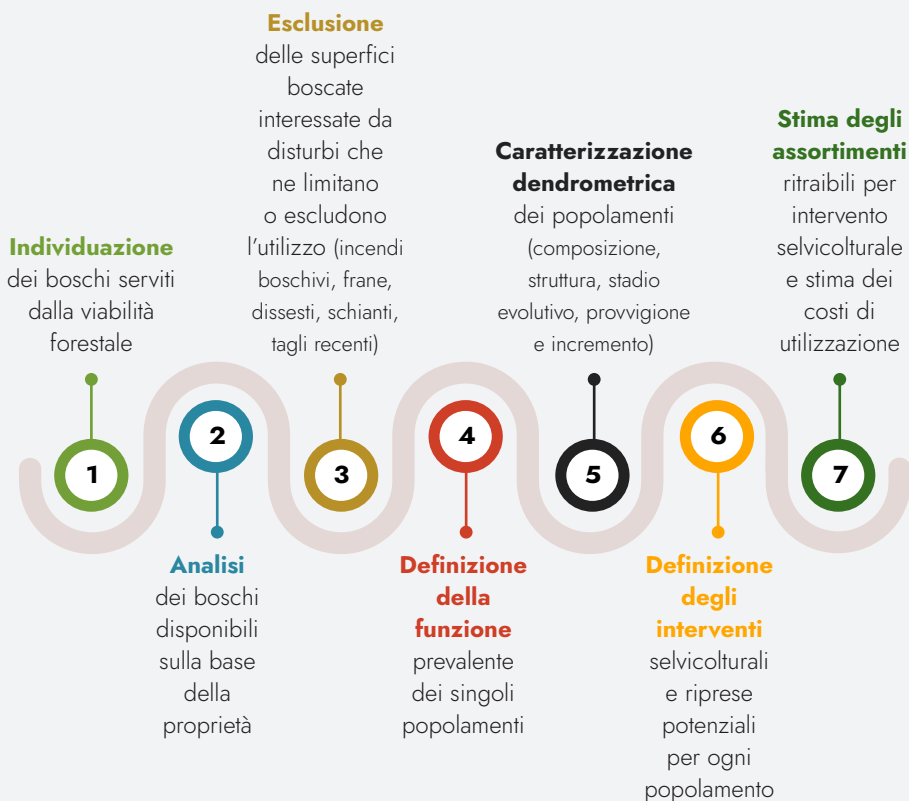 Individuazione
dei boschi serviti
dalla viabilità
forestale
1
2
Analisi
dei boschi
disponibili
sulla base
della
proprietà
Esclusione
delle superfici
boscate
interessate da
disturbi che
ne limitano
o escludono
l'utilizzo (incendi
boschivi, frane,
dissesti, schianti,
tagli recenti)
3
4
Definizione
della
funzione
prevalente
dei singoli
popolamenti
Caratterizzazione
dendrometrica
dei popolamenti
(composizione,
struttura, stadio
evolutivo, provvigione
e incremento)
5
6
Definizione
degli
interventi
selvicolturali
e riprese
potenziali
per ogni
popolamento
Stima degli
assortimenti
ritraibili per
intervento
selvicolturale
e stima dei
costi di
utilizzazione
7